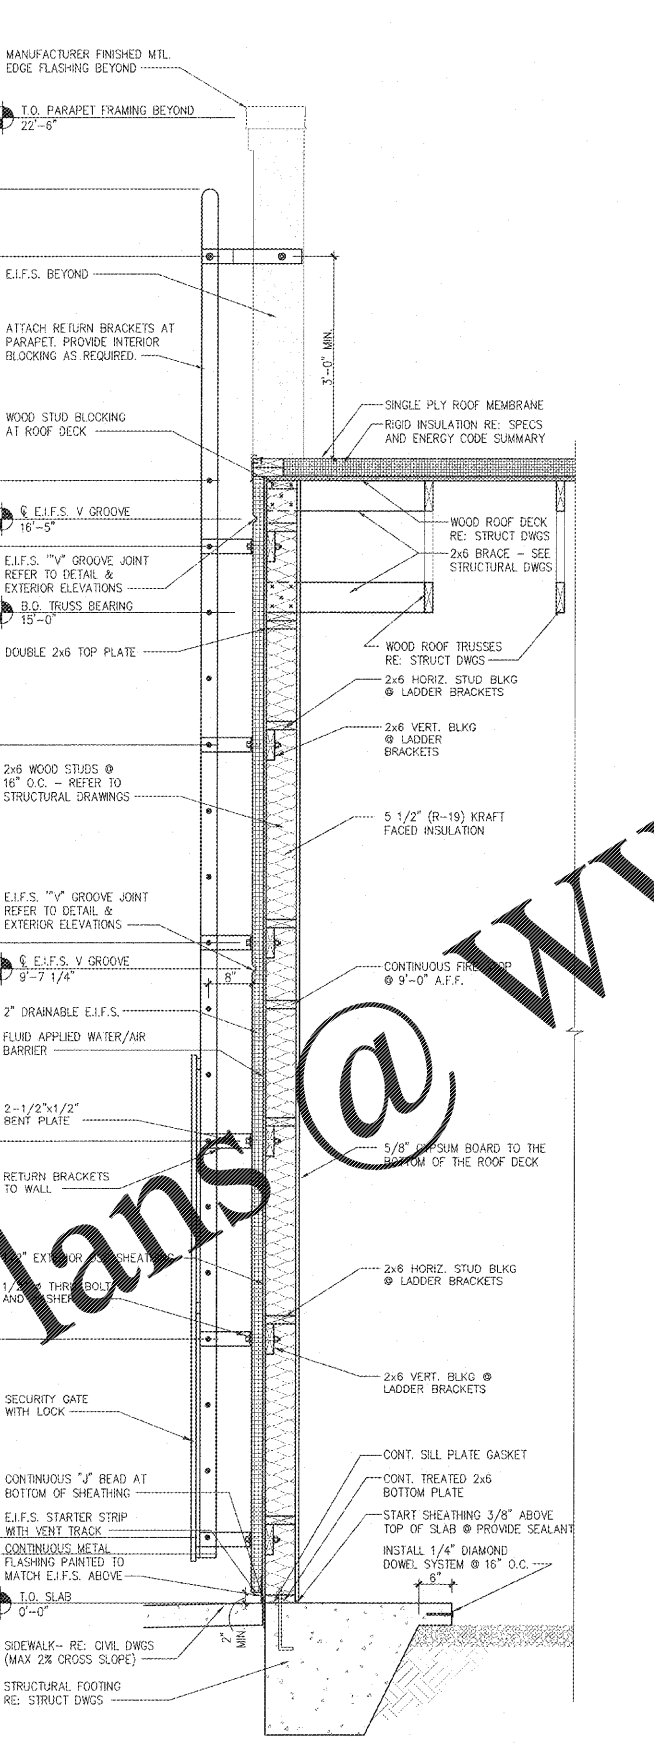 MANUFACTURER FINISHED MTL.
EDGE FLASHING BEYOND
T.O. PARAPET FRAMING BEYOND
22'-6"
E.I.F.S. BEYOND
ATTACH RETURN BRACKETS AT
PARAPET. PROVIDE INTERIOR
BLOCKING AS REQUIRED.
3'-0" MIN.
WOOD STUD BLOCKING
AT ROOF DECK
SINGLE PLY ROOF MEMBRANE
RIGID INSULATION RE: SPECS
AND ENERGY CODE SUMMARY
℄ E.I.F.S. V GROOVE
16'-5"
WOOD ROOF DECK
RE: STRUCT DWGS
2x6 BRACE - SEE
STRUCTURAL DWGS
E.I.F.S. "V" GROOVE JOINT
REFER TO DETAIL &
EXTERIOR ELEVATIONS
B.O. TRUSS BEARING
15'-0"
DOUBLE 2x6 TOP PLATE
WOOD ROOF TRUSSES
RE: STRUCT DWGS
2x6 HORIZ. STUD BLKG
@ LADDER BRACKETS
2x6 VERT. BLKG
@ LADDER
BRACKETS
2x6 WOOD STUDS @
16" O.C. - REFER TO
STRUCTURAL DRAWINGS
5 1/2" (R-19) KRAFT
FACED INSULATION
E.I.F.S. "V" GROOVE JOINT
REFER TO DETAIL &
EXTERIOR ELEVATIONS
℄ E.I.F.S. V GROOVE
9'-7 1/4"
8"
CONTINUOUS
@ 9'-0" A.F.F.
2" DRAINABLE E.I.F.S.
FLUID APPLIED WATER/AIR
BARRIER
2-1/2"x1/2"
BENT PLATE
RETURN BRACKETS
TO WALL
5/8" GYPSUM BOARD TO THE
BOTTOM OF THE ROOF DECK
EXTERIOR
AND
lans @ w
2x6 HORIZ. STUD BLKG
@ LADDER BRACKETS
2x6 VERT. BLKG @
LADDER BRACKETS
SECURITY GATE
WITH LOCK
CONT. SILL PLATE GASKET
CONT. TREATED 2x6
BOTTOM PLATE
START SHEATHING 3/8" ABOVE
TOP OF SLAB @ PROVIDE SEALANT
INSTALL 1/4" DIAMOND
DOWEL SYSTEM @ 16" O.C.
6"
CONTINUOUS "J" BEAD AT
BOTTOM OF SHEATHING
E.I.F.S. STARTER STRIP
WITH VENT TRACK
CONTINUOUS METAL
FLASHING PAINTED TO
MATCH E.I.F.S. ABOVE
T.O. SLAB
0'-0"
2"
MIN
SIDEWALK- RE: CIVIL DWGS
(MAX 2% CROSS SLOPE)
STRUCTURAL FOOTING
RE: STRUCT DWGS